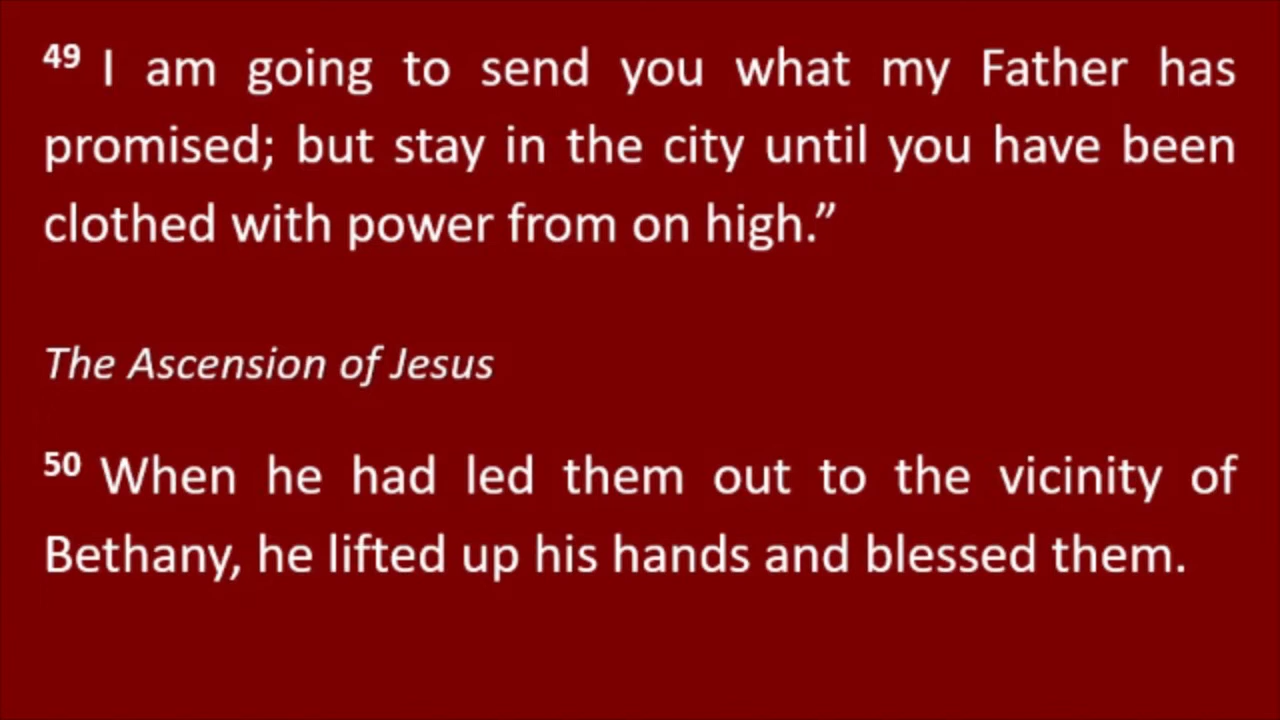 49 I am going to send you what my Father has
promised; but stay in the city until you have been
clothed with power from on high.”
The Ascension of Jesus
50 When he had led them out to the vicinity of
Bethany, he lifted up his hands and blessed them.